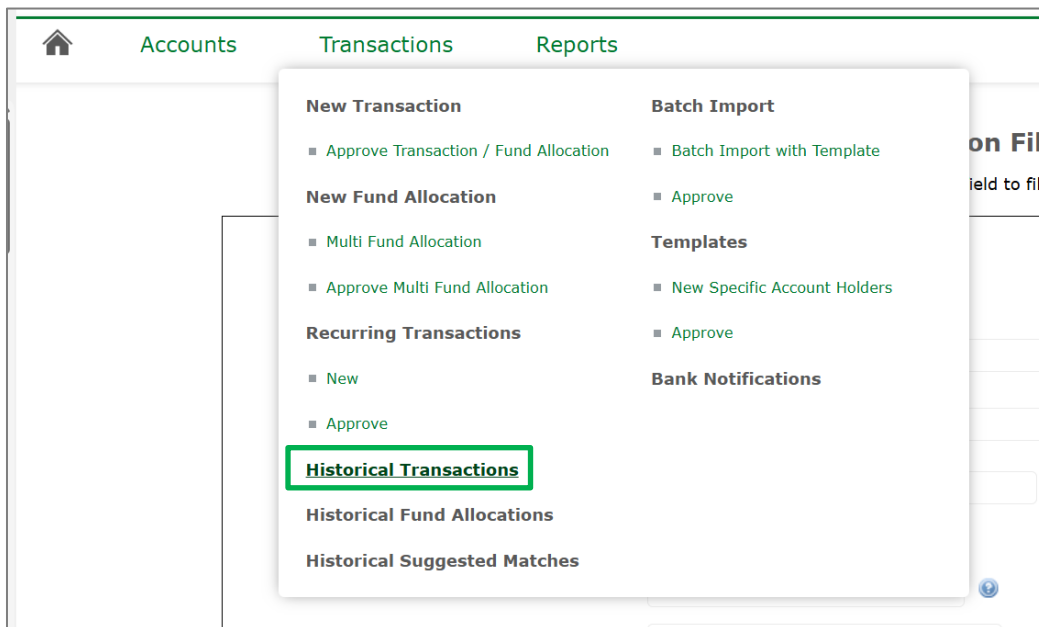 Accounts Transactions Reports
New Transaction
Approve Transaction / Fund Allocation
New Fund Allocation
Multi Fund Allocation
Approve Multi Fund Allocation
Recurring Transactions
New
Approve
Historical Transactions
Historical Fund Allocations
Historical Suggested Matches
Batch Import
Batch Import with Template
Approve
Templates
New Specific Account Holders
Approve
Bank Notifications
on Fil
ield to fil
?